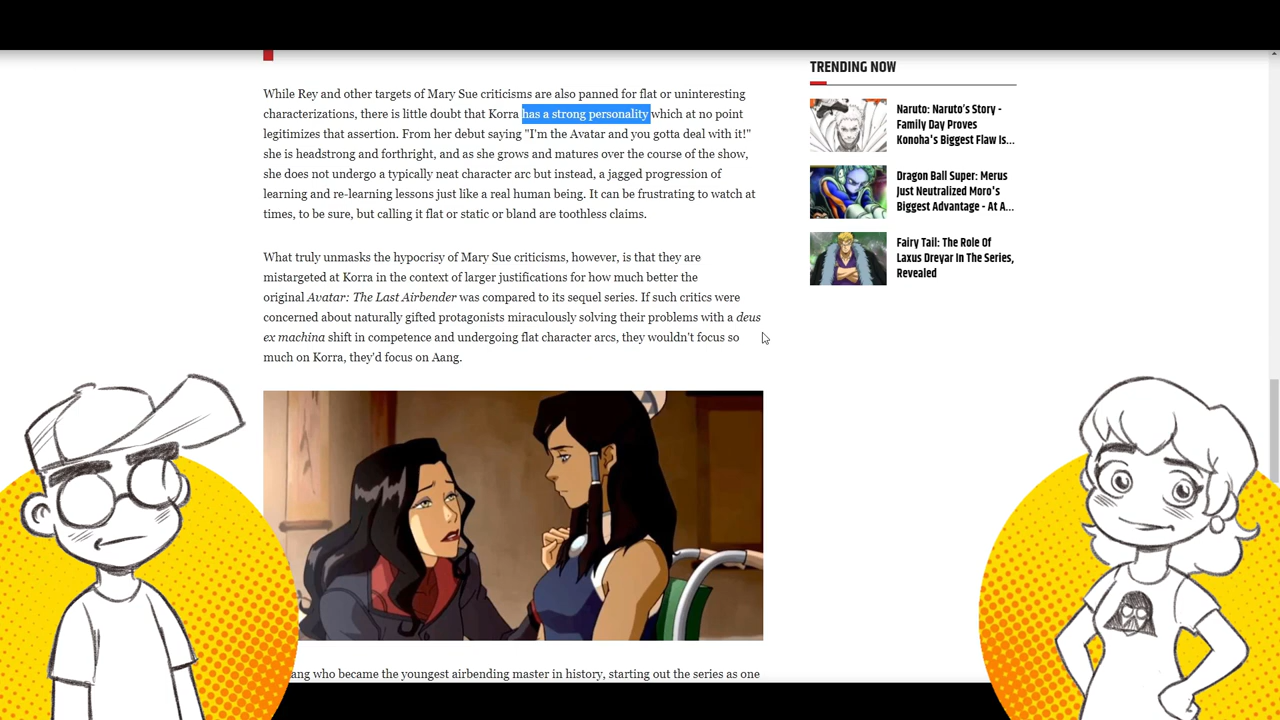 While Rey and other targets of Mary Sue criticisms are also panned for flat or uninteresting
characterizations, there is little doubt that Korra has a strong personality which at no point
legitimizes that assertion. From her debut saying "I'm the Avatar and you gotta deal with it!"
she is headstrong and forthright, and as she grows and matures over the course of the show,
she does not undergo a typically neat character arc but instead, a jagged progression of
learning and re-learning lessons just like a real human being. It can be frustrating to watch at
times, to be sure, but calling it flat or static or bland are toothless claims.
What truly unmasks the hypocrisy of Mary Sue criticisms, however, is that they are
mistargeted at Korra in the context of larger justifications for how much better the
original Avatar: The Last Airbender was compared to its sequel series. If such critics were
concerned about naturally gifted protagonists miraculously solving their problems with a deus
ex machina shift in competence and undergoing flat character arcs, they wouldn't focus so
much on Korra, they'd focus on Aang.
ang who became the youngest airbending master in history, starting out the series as one
TRENDING NOW
Naruto: Naruto's Story -
Family Day Proves
Konoha's Biggest Flaw Is...
Dragon Ball Super: Merus
Just Neutralized Moro's
Biggest Advantage - At A...
Fairy Tail: The Role Of
Laxus Dreyar In The Series,
Revealed